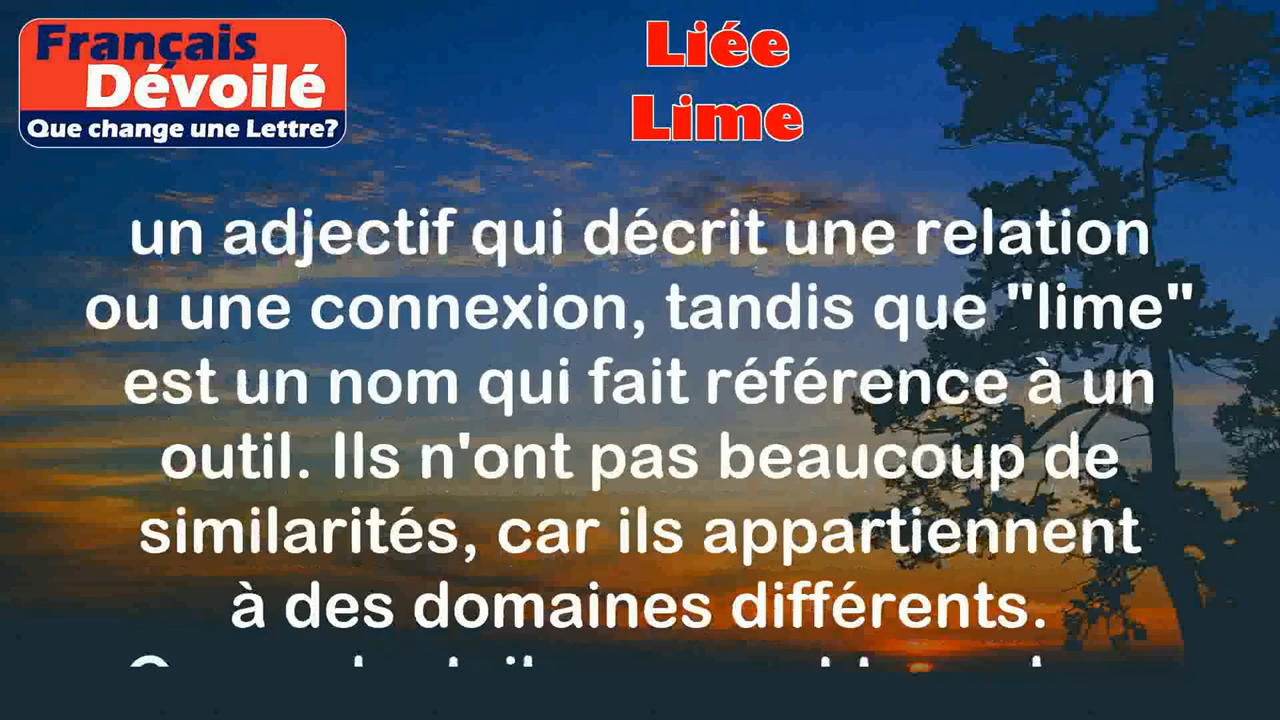 Français
Dévoilé
Que change une Lettre?
Liée
Lime
un adjectif qui décrit une relation
ou une connexion, tandis que "lime"
est un nom qui fait référence à un
outil. Ils n'ont pas beaucoup de
similarités, car ils appartiennent
à des domaines différents.